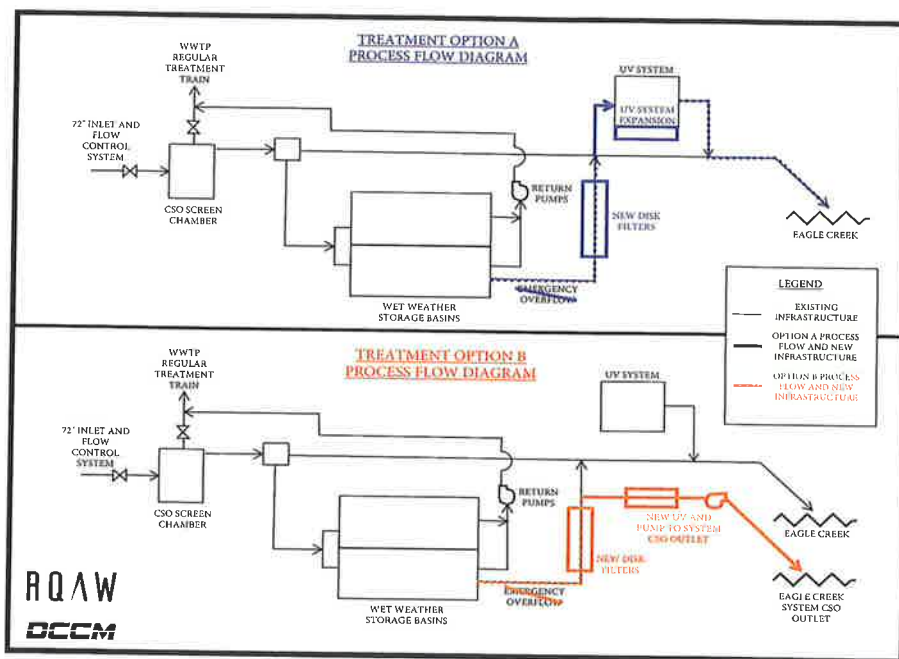 TREATMENT OPTION A
PROCESS FLOW DIAGRAM
WWTP
REGULAR
TREATMENT
TRAIN
72" INLET AND
FLOW
CONTROL
SYSTEM
CSO SCREEN
CHAMBER
WET WEATHER
STORAGE BASINS
RETURN
PUMPS
EMERGENCY
OVERFLOW
NEW DISK
FILTERS
UV SYSTEM
UV SYSTEM
EXPANSION
EAGLE CREEK
LEGEND
EXISTING
INFRASTRUCTURE
OPTION A PROCESS
FLOW AND NEW
INFRASTRUCTURE
OPTION B PROCESS
FLOW AND NEW
INFRASTRUCTURE
TREATMENT OPTION B
PROCESS FLOW DIAGRAM
WWTP
REGULAR
TREATMENT
TRAIN
72" INLET AND
FLOW
CONTROL
SYSTEM
CSO SCREEN
CHAMBER
WET WEATHER
STORAGE BASINS
RETURN
PUMPS
EMERGENCY
OVERFLOW
NEW DISK
FILTERS
UV SYSTEM
NEW UV AND
PUMP TO SYSTEM
CSO OUTLET
EAGLE CREEK
EAGLE CREEK
SYSTEM CSO
OUTLET
RQAW
DCCM